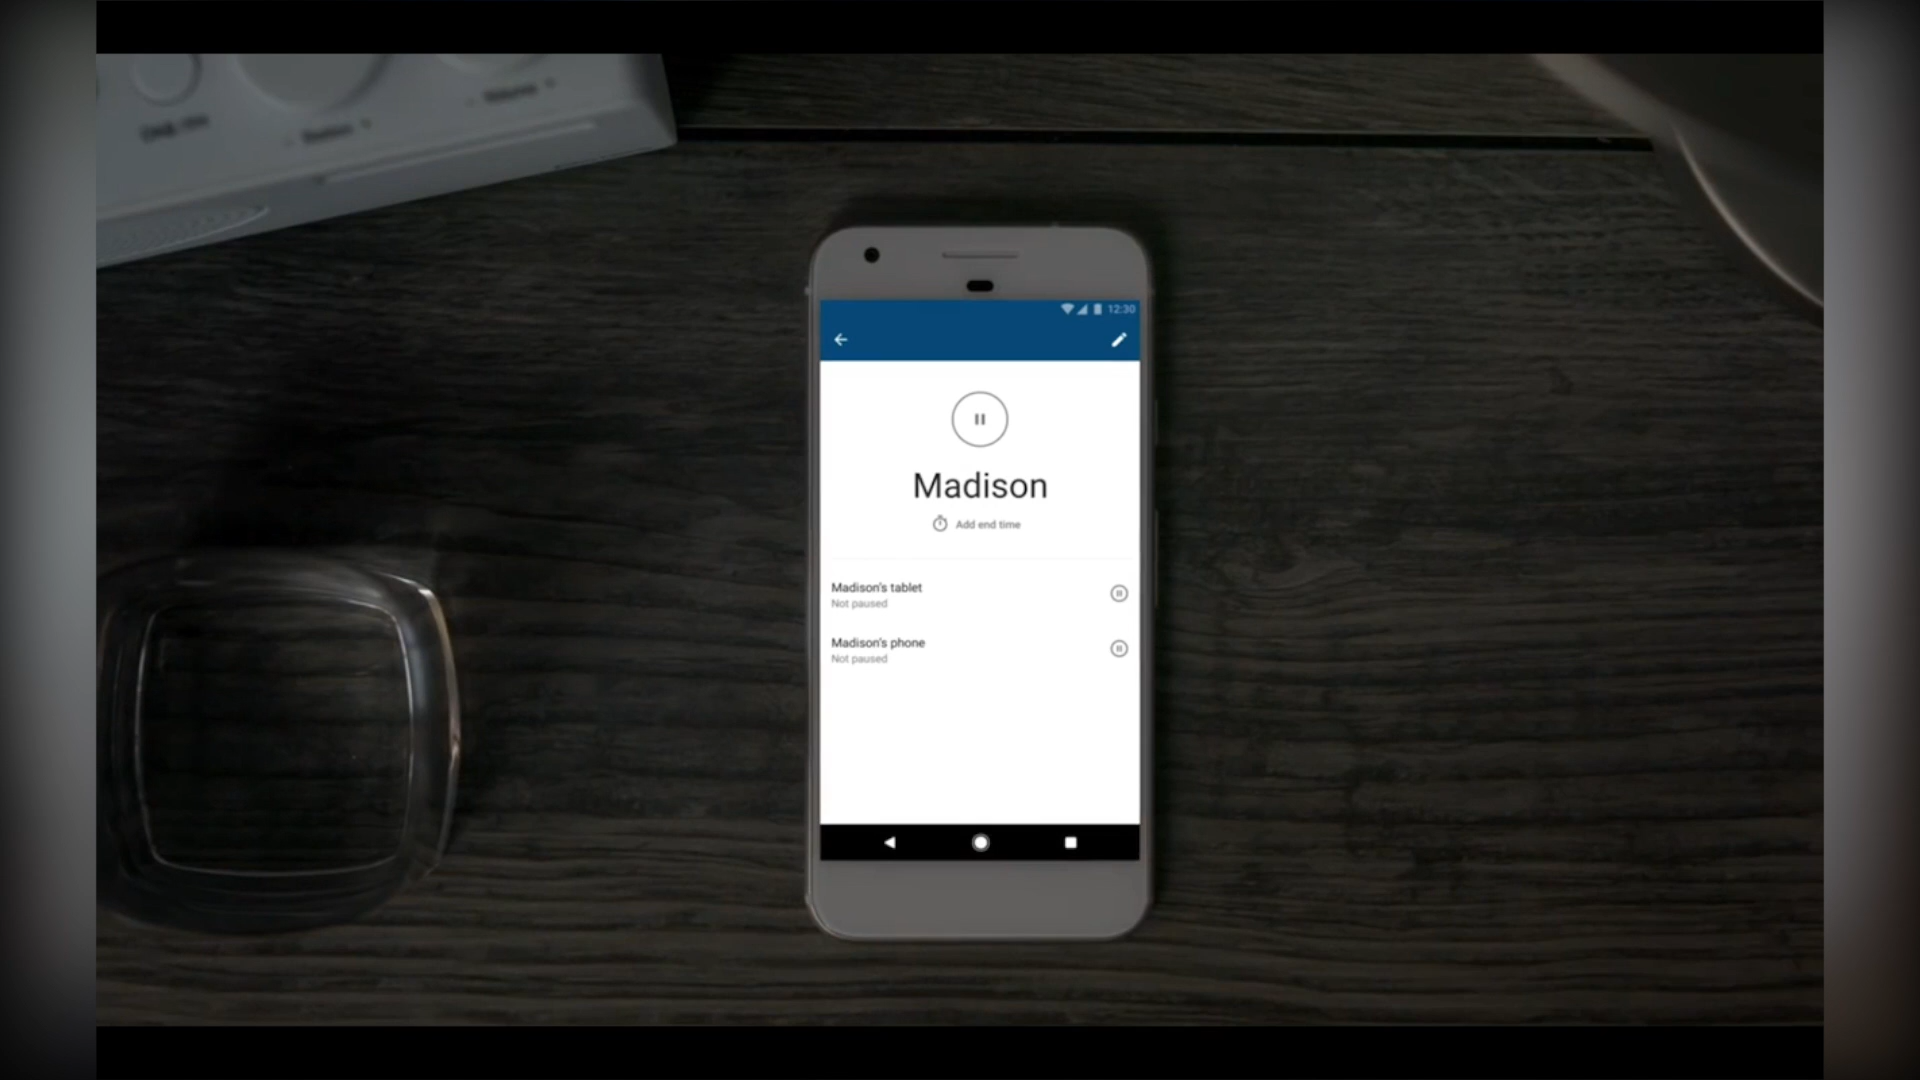 12:30
Madison
Add end time
Madison's tablet
Not paused
Madison's phone
Not paused